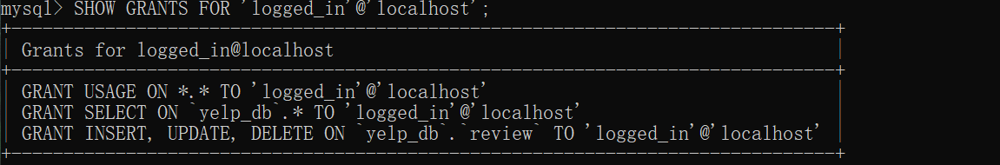 mysql> SHOW GRANTS FOR 'logged_in'@'localhost';
+------------------------------------------------------------------------------+
| Grants for logged_in@localhost                                               |
+------------------------------------------------------------------------------+
| GRANT USAGE ON *.* TO 'logged_in'@'localhost'                                |
| GRANT SELECT ON `yelp_db`.* TO 'logged_in'@'localhost'                       |
| GRANT INSERT, UPDATE, DELETE ON `yelp_db`.`review` TO 'logged_in'@'localhost' |
+------------------------------------------------------------------------------+